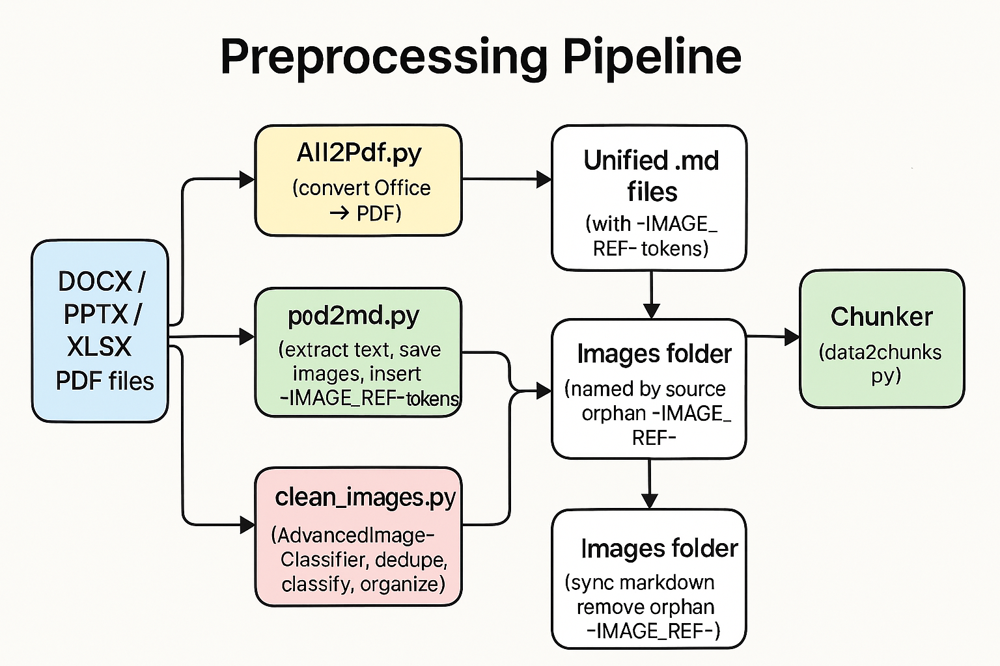 Preprocessing Pipeline
DOCX /
PPTX /
XLSX
PDF files
All2Pdf.py
(convert Office
→ PDF)
pod2md.py
(extract text, save
images, insert
-IMAGE_REF-tokens
clean_images.py
(AdvancedImage-
Classifier, dedupe,
classify, organize)
Unified .md
files
(with -IMAGE_
REF- tokens)
Images folder
(named by source
orphan -IMAGE_
REF-
Images folder
(sync markdown
remove orphan
-IMAGE_REF-)
Chunker
(data2chunks
py)